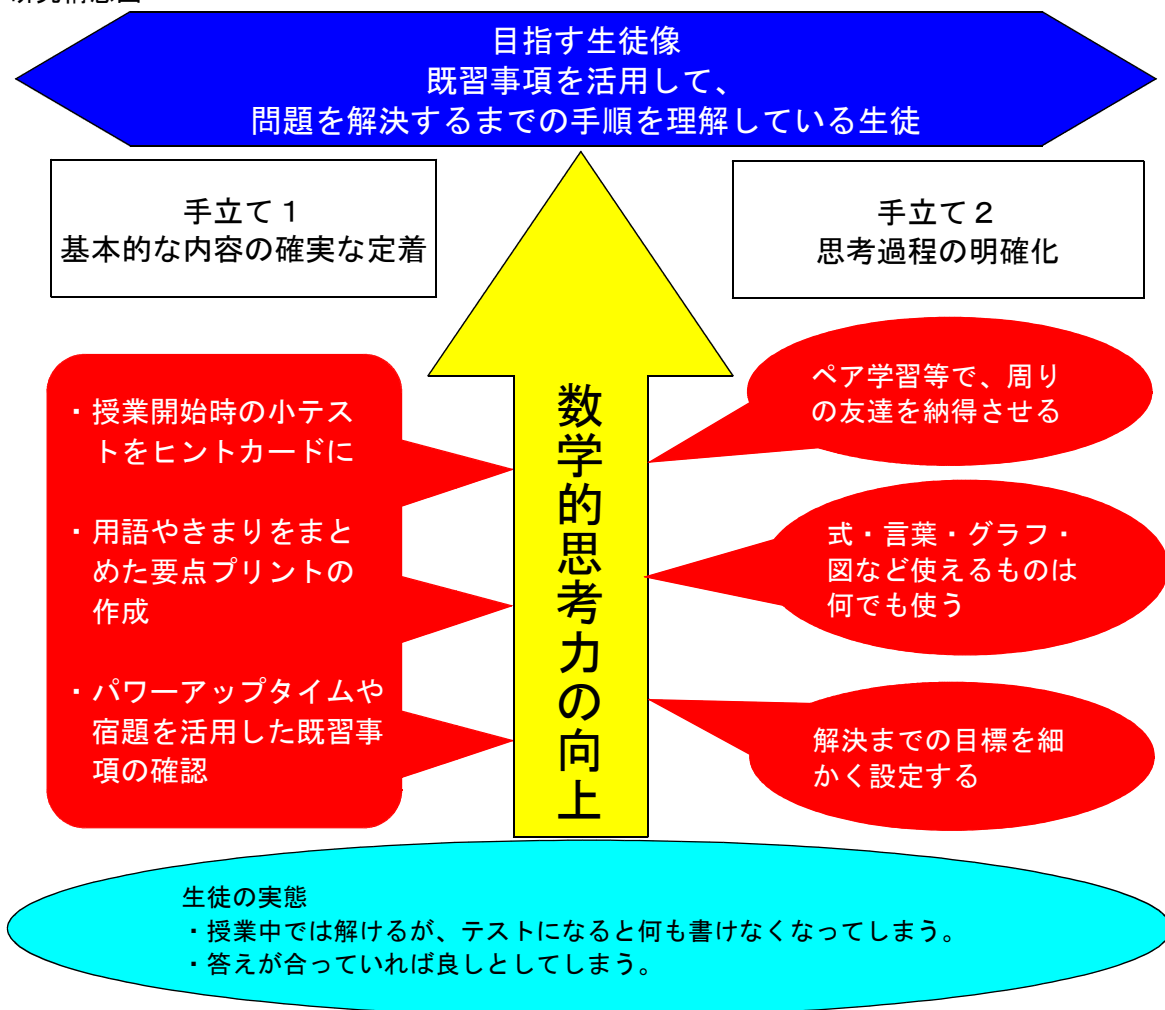 目指す生徒像
既習事項を活用して、
問題を解決するまでの手順を理解している生徒
手立て１
基本的な内容の確実な定着
手立て２
思考過程の明確化
・授業開始時の小テス
トをヒントカードに
・用語やきまりをまと
めた要点プリントの
作成
・パワーアップタイムや
宿題を活用した既習事
項の確認
数学的思考力の向上
ペア学習等で、周り
の友達を納得させる
式・言葉・グラフ・
図など使えるものは
何でも使う
解決までの目標を細
かく設定する
生徒の実態
・授業中では解けるが、テストになると何も書けなくなってしまう。
・答えが合っていれば良しとしてしまう。